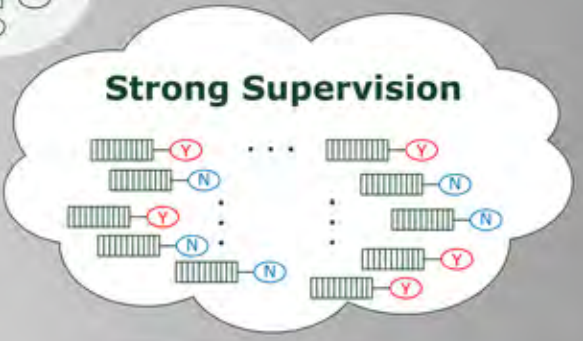 Strong Supervision
Y . . . Y
N N
Y N
N Y
N Y